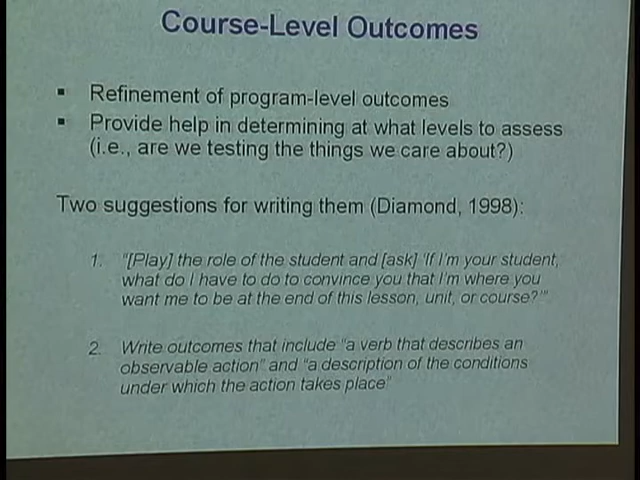 Course-Level Outcomes
▪ Refinement of program-level outcomes
▪ Provide help in determining at what levels to assess
(i.e., are we testing the things we care about?)
Two suggestions for writing them (Diamond, 1998):
1. "[Play] the role of the student and [ask] 'If I'm your student,
what do I have to do to convince you that I'm where you
want me to be at the end of this lesson, unit, or course?'"
2. Write outcomes that include "a verb that describes an
observable action" and "a description of the conditions
under which the action takes place"